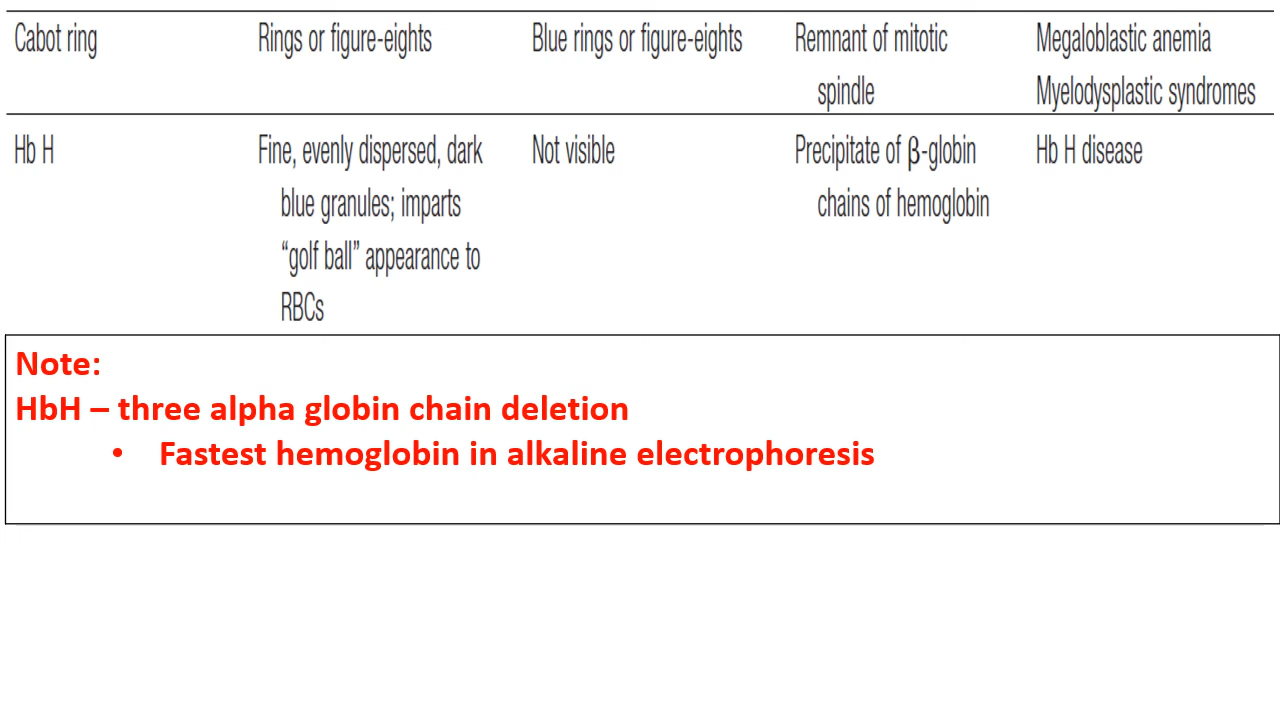 Cabot ring Rings or figure-eights Blue rings or figure-eights Remnant of mitotic Megaloblastic anemia
spindle Myelodysplastic syndromes
Hb H Fine, evenly dispersed, dark Not visible Precipitate of β-globin Hb H disease
blue granules; imparts chains of hemoglobin
“golf ball” appearance to
RBCs
Note:
HbH – three alpha globin chain deletion
• Fastest hemoglobin in alkaline electrophoresis